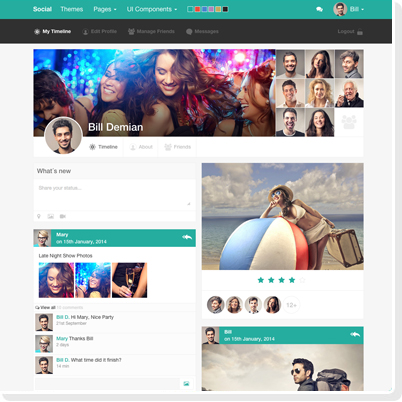 Social Themes Pages UI Components Bill
My Timeline Edit Profile Manage Friends Messages Logout
Bill Demian
Timeline About Friends
What's new
Share your status...
Mary
on 15th January, 2014
Late Night Show Photos
View all
Bill D. Hi Mary, Nice Party
21st September
Mary Thanks Bill
2 days
Bill D. What time did it finish?
14 min
12+
Bill
on 15th January, 2014